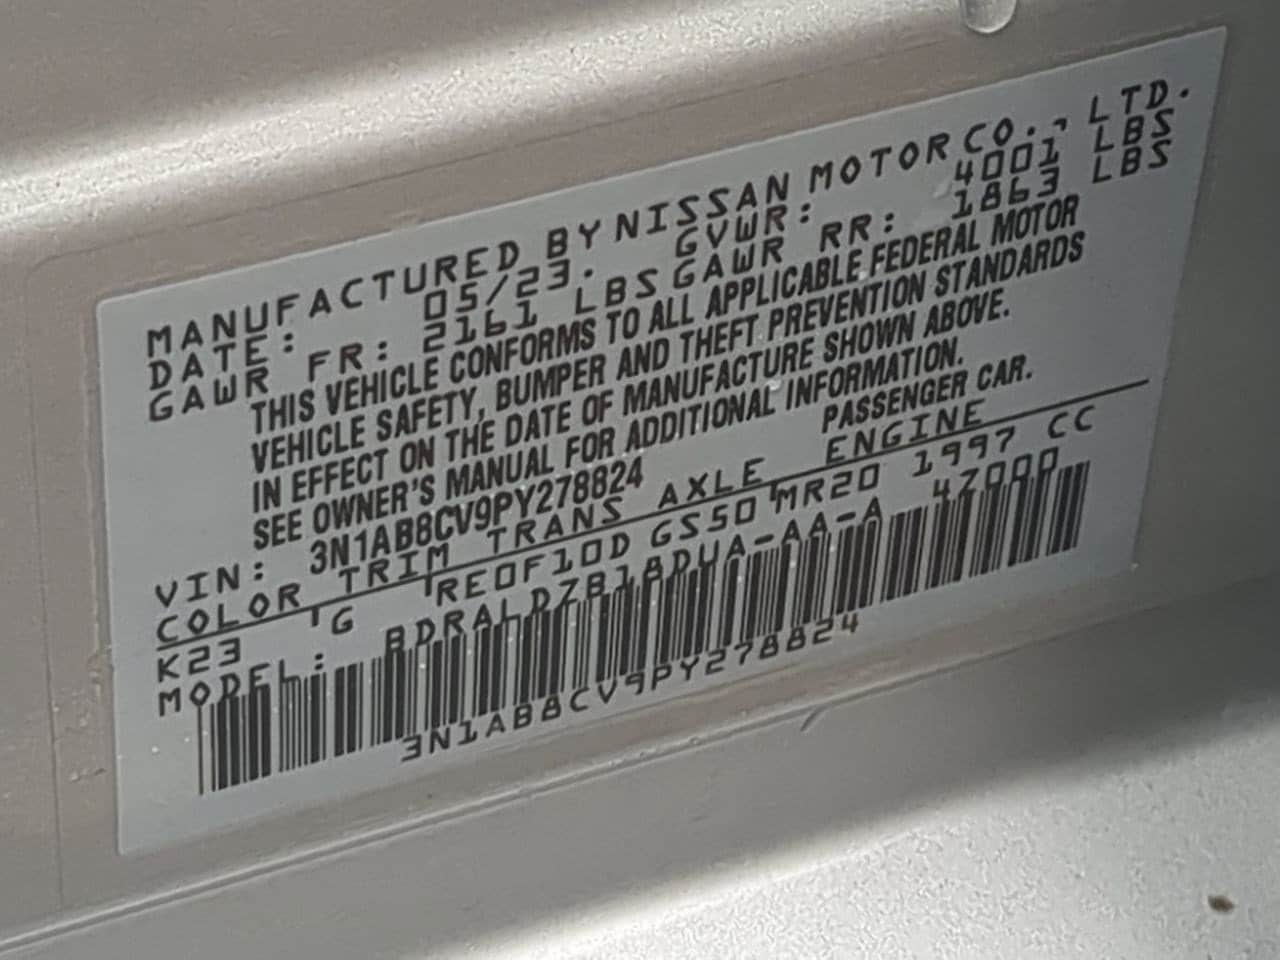 MANUFACTURED BY NISSAN MOTOR CO., LTD.
DATE: 05/23. GVWR: 4001 LBS
GAWR FR: 2161 LBS GAWR RR: 1863 LBS
THIS VEHICLE CONFORMS TO ALL APPLICABLE FEDERAL MOTOR
VEHICLE SAFETY, BUMPER AND THEFT PREVENTION STANDARDS
IN EFFECT ON THE DATE OF MANUFACTURE SHOWN ABOVE.
SEE OWNER'S MANUAL FOR ADDITIONAL INFORMATION.
VIN: 3N1AB8CV9PY278824 PASSENGER CAR.
COLOR TRIM TRANS AXLE ENGINE
K23 G RE0F10D GS50 MR20 1997 CC
MODEL:
3N1AB8CV9PY278824